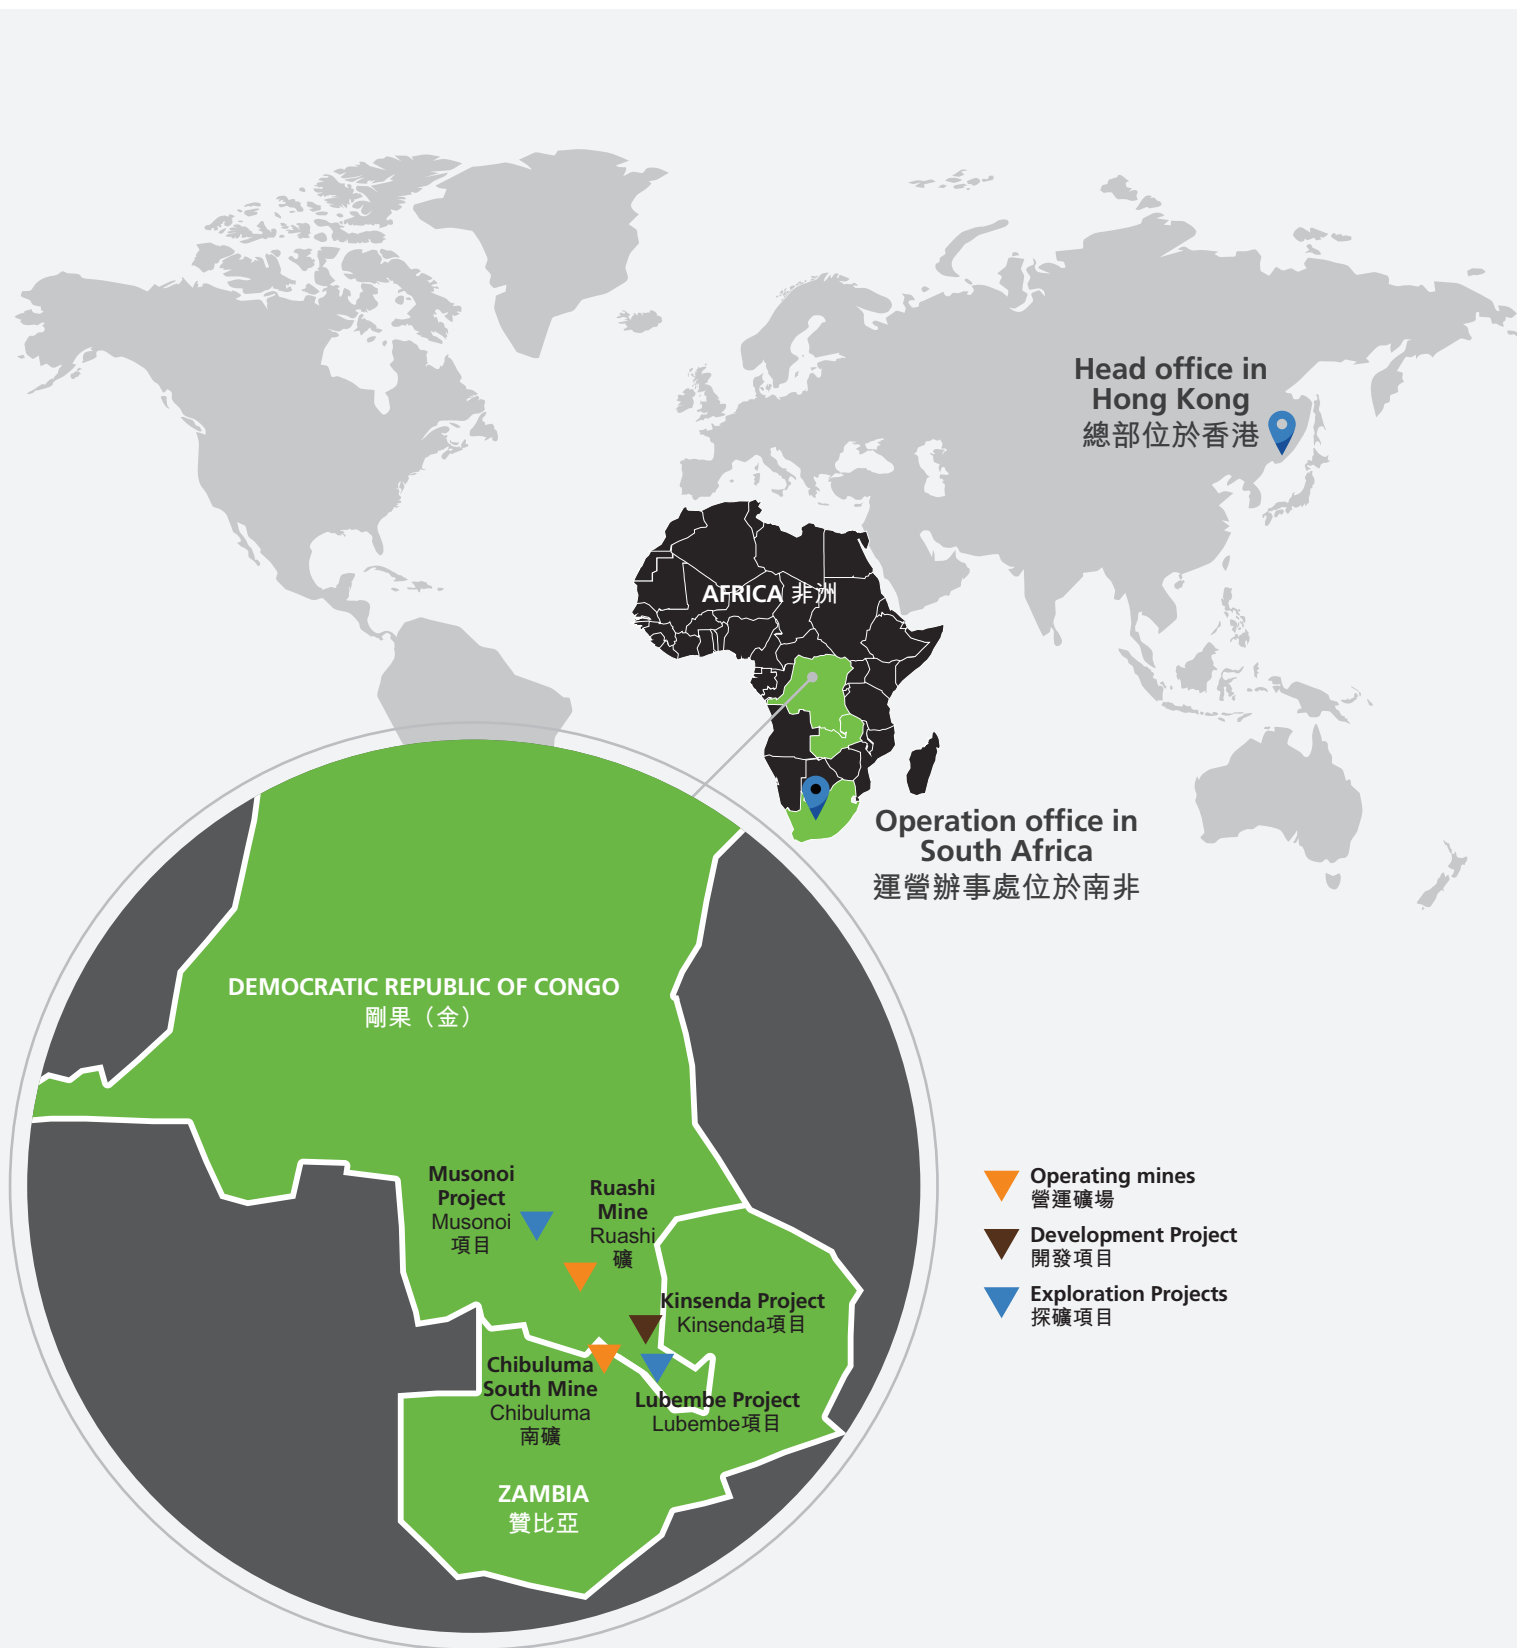 Head office in
Hong Kong
總部位於香港
AFRICA 非洲
Operation office in
South Africa
運營辦事處位於南非
DEMOCRATIC REPUBLIC OF CONGO
剛果（金）
Musonoi
Project
Musonoi
項目
Ruashi
Mine
Ruashi
礦
Kinsenda Project
Kinsenda項目
Chibuluma
South Mine
Chibuluma
南礦
Lubembe Project
Lubembe項目
ZAMBIA
贊比亞
Operating mines
營運礦場
Development Project
開發項目
Exploration Projects
探礦項目